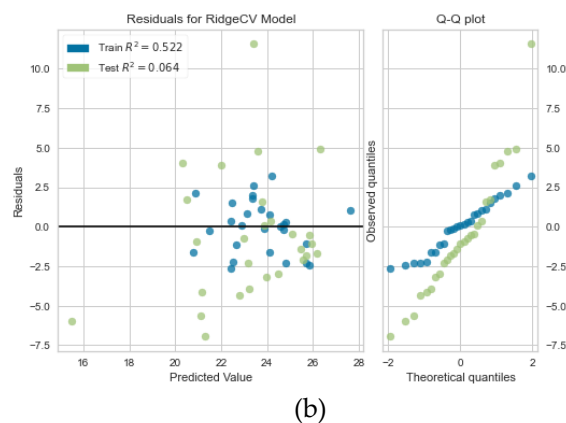 Residuals for RidgeCV Model
Q-Q plot
Train R² = 0.522
Test R² = 0.064
10.0
7.5
5.0
2.5
0.0
−2.5
−5.0
−7.5
Residuals
16
18
20
22
24
26
28
Predicted Value
Observed quantiles
10.0
7.5
5.0
2.5
0.0
−2.5
−5.0
−7.5
−2
0
2
Theoretical quantiles
(b)